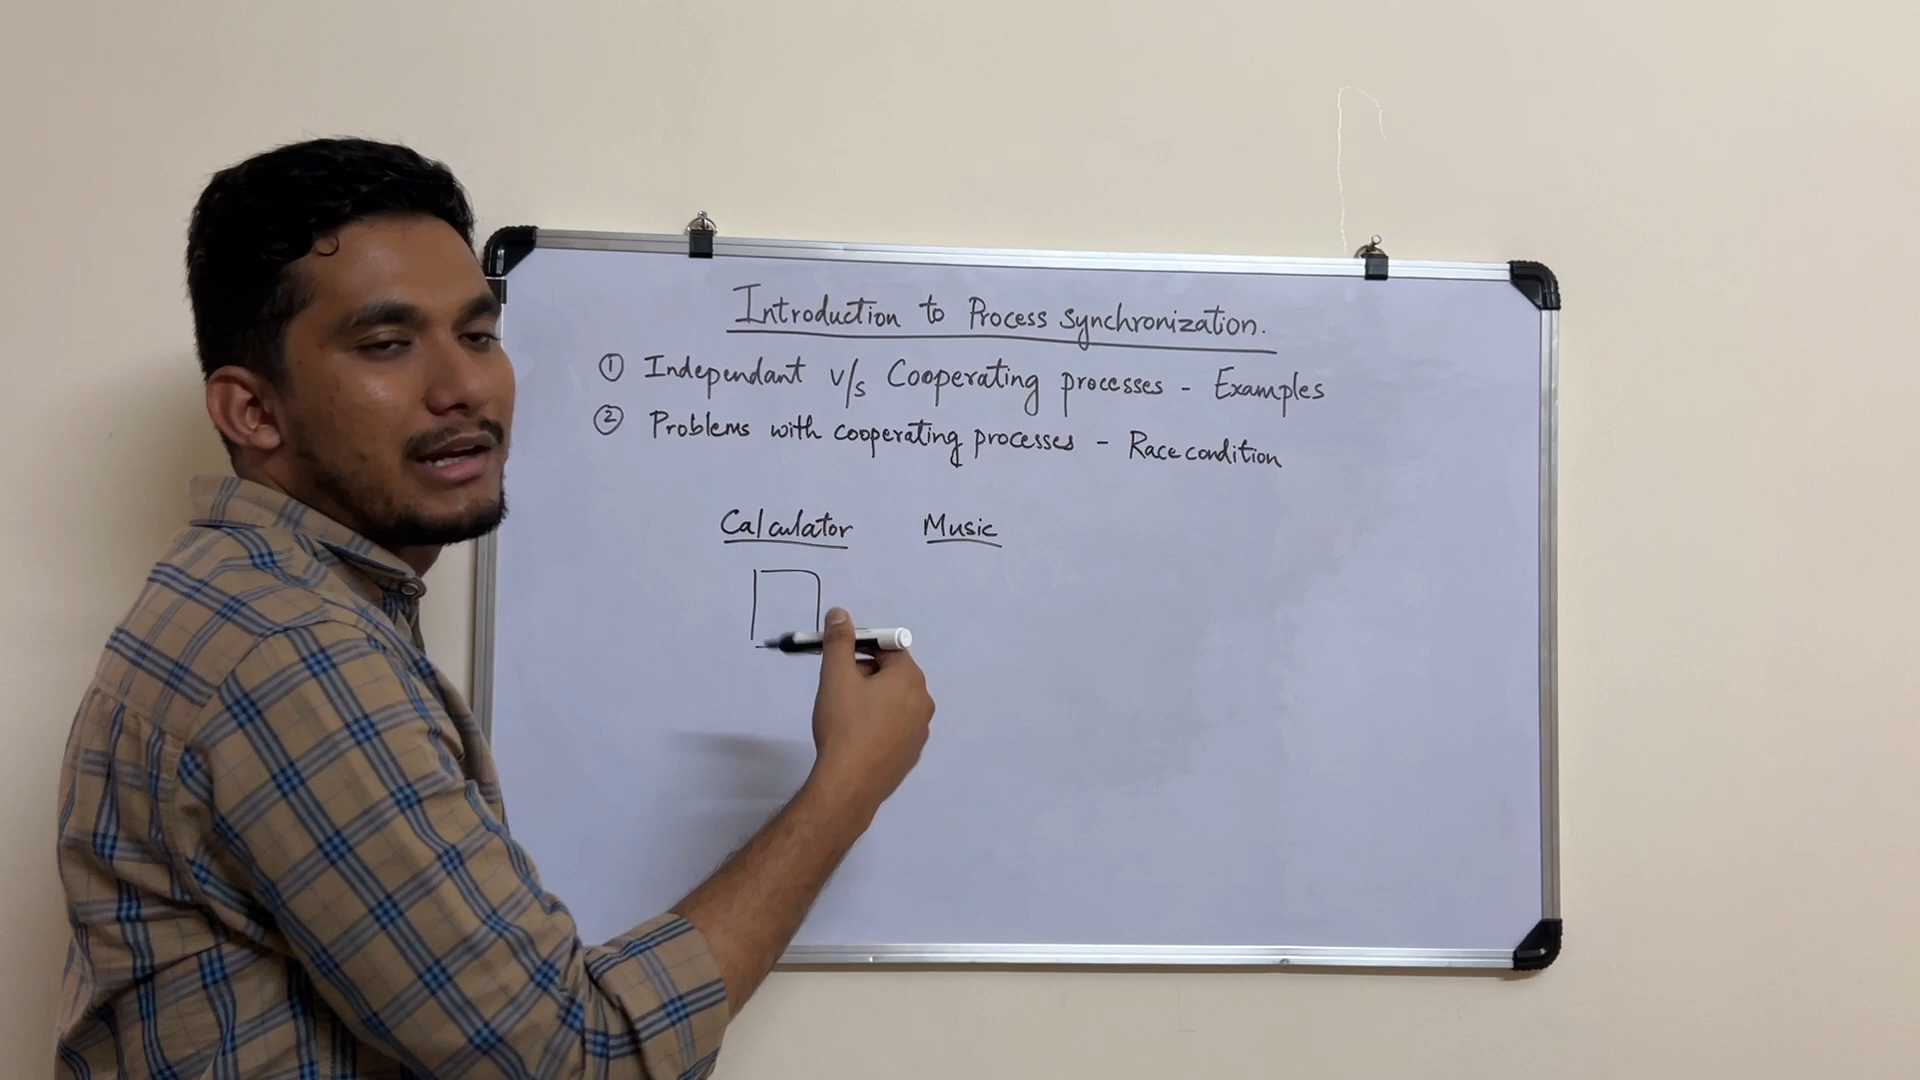 Introduction to Process Synchronization.
① Independant v/s Cooperating processes - Examples
② Problems with cooperating processes - Race condition
Calculator Music